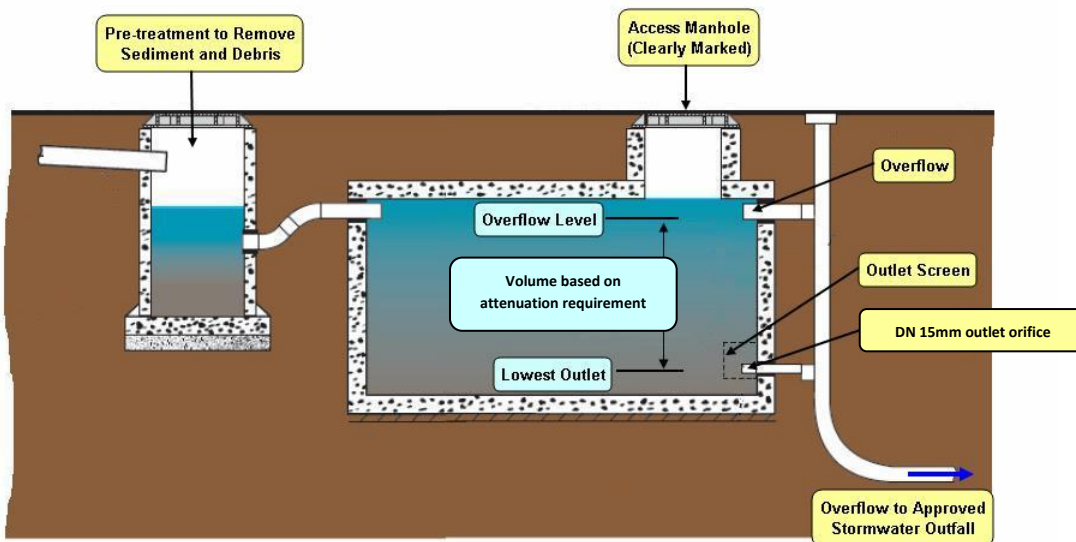 Pre-treatment to Remove
Sediment and Debris
Access Manhole
(Clearly Marked)
Overflow
Overflow Level
Volume based on
attenuation requirement
Outlet Screen
DN 15mm outlet orifice
Lowest Outlet
Overflow to Approved
Stormwater Outfall